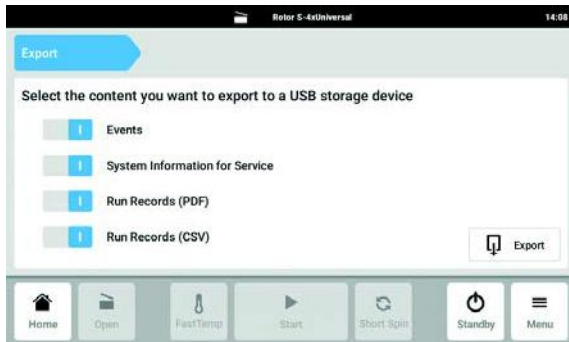 Rotor S-4xUniversal 14:08
Export
Select the content you want to export to a USB storage device
Events
System Information for Service
Run Records (PDF)
Run Records (CSV)
Export
Home Open FastTemp Start Short Spin Standby Menu